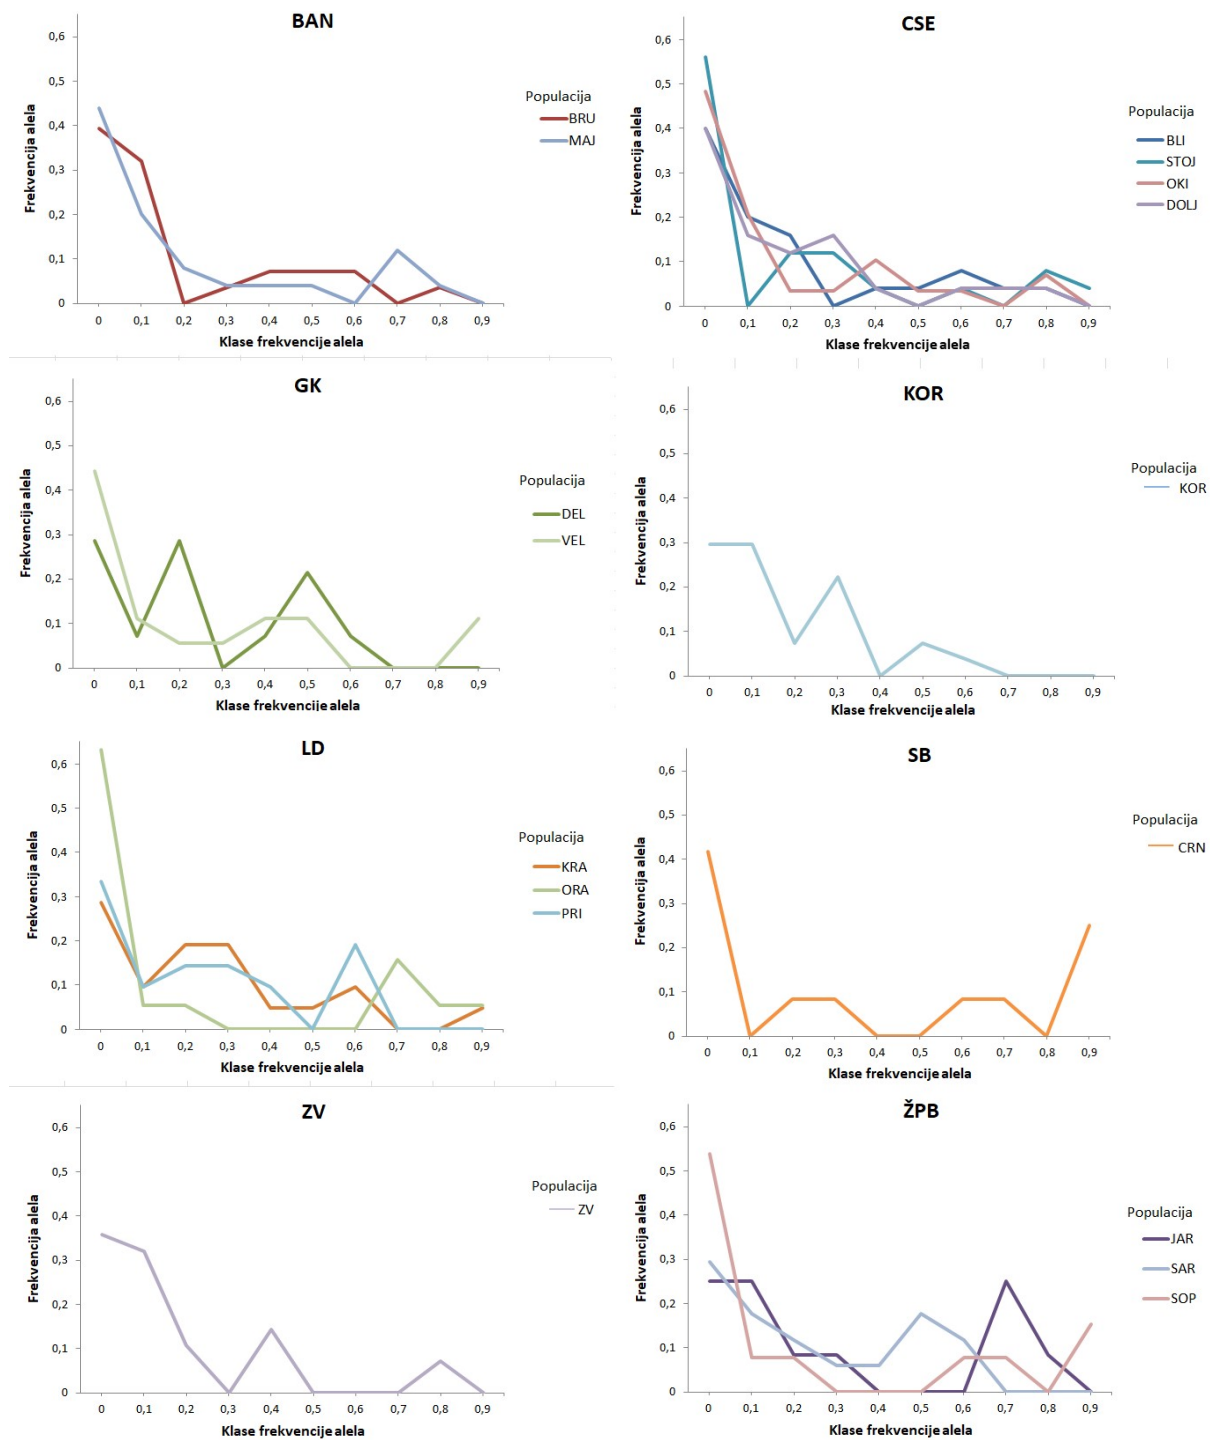 BAN
0,6
0,5
0,4
0,3
0,2
0,1
0
Frekvencija alela
0 0,1 0,2 0,3 0,4 0,5 0,6 0,7 0,8 0,9
Klase frekvencije alela
Populacija
BRU
MAJ
CSE
0,6
0,5
0,4
0,3
0,2
0,1
0
Frekvencija alela
0 0,1 0,2 0,3 0,4 0,5 0,6 0,7 0,8 0,9
Klase frekvencije alela
Populacija
BLI
STOJ
OKI
DOLJ
GK
0,6
0,5
0,4
0,3
0,2
0,1
0
Frekvencija alela
0 0,1 0,2 0,3 0,4 0,5 0,6 0,7 0,8 0,9
Klase frekvencije alela
Populacija
DEL
VEL
KOR
0,6
0,5
0,4
0,3
0,2
0,1
0
Frekvencija alela
0 0,1 0,2 0,3 0,4 0,5 0,6 0,7 0,8 0,9
Klase frekvencije alela
Populacija
KOR
LD
0,6
0,5
0,4
0,3
0,2
0,1
0
Frekvencija alela
0 0,1 0,2 0,3 0,4 0,5 0,6 0,7 0,8 0,9
Klase frekvencije alela
Populacija
KRA
ORA
PRI
SB
0,6
0,5
0,4
0,3
0,2
0,1
0
Frekvencija alela
0 0,1 0,2 0,3 0,4 0,5 0,6 0,7 0,8 0,9
Klase frekvencije alela
Populacija
CRN
ZV
0,6
0,5
0,4
0,3
0,2
0,1
0
Frekvencija alela
0 0,1 0,2 0,3 0,4 0,5 0,6 0,7 0,8 0,9
Klase frekvencije alela
Populacija
ZV
ŽPB
0,6
0,5
0,4
0,3
0,2
0,1
0
Frekvencija alela
0 0,1 0,2 0,3 0,4 0,5 0,6 0,7 0,8 0,9
Klase frekvencije alela
Populacija
JAR
SAR
SOP